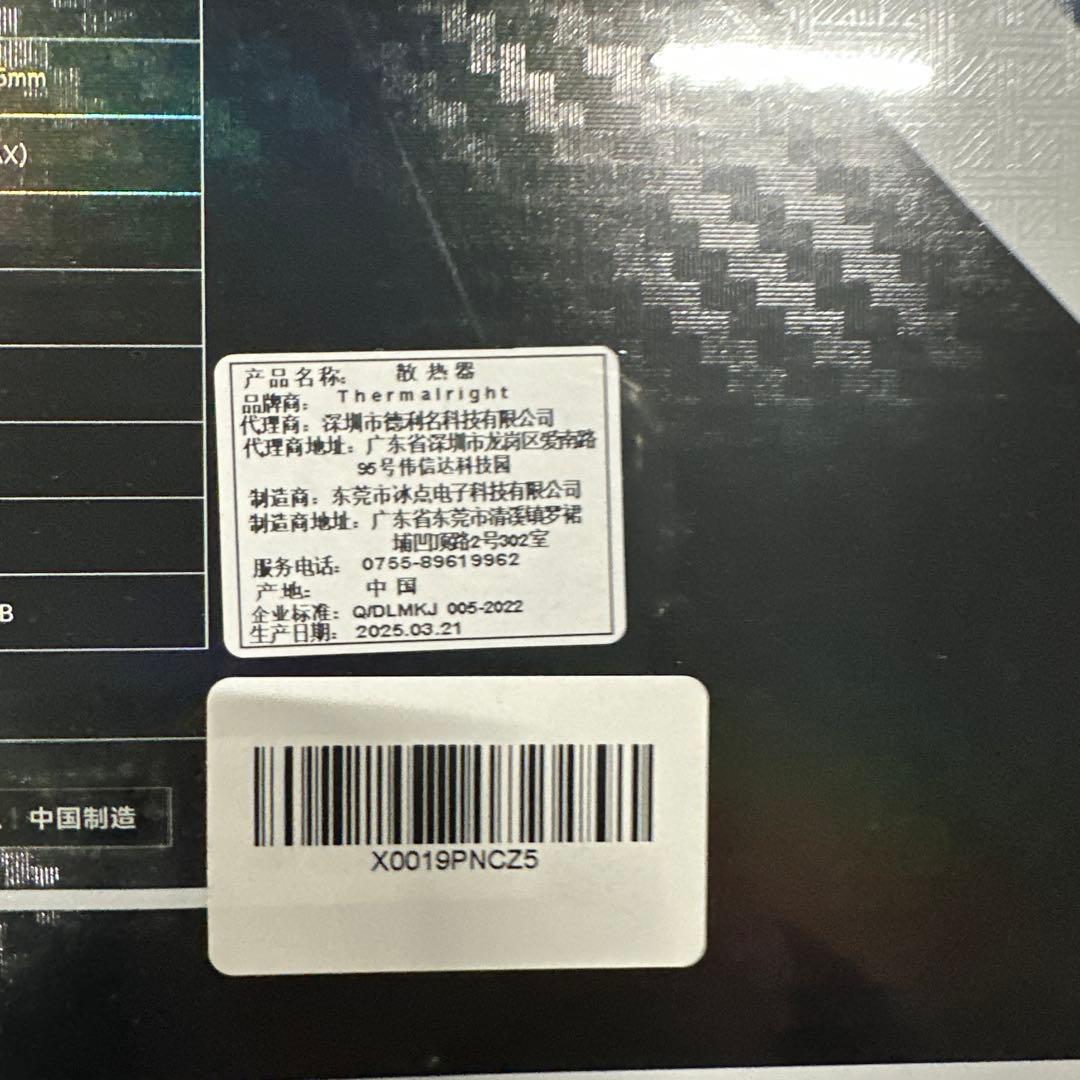 5mm
AX)
产品名称： 散热器
品牌商： Thermalright
代理商：深圳市德利名科技有限公司
代理商地址：广东省深圳市龙岗区爱南路
95号伟信达科技园
制造商：东莞市冰点电子科技有限公司
制造商地址：广东省东莞市清溪镇罗裙
埔凹顶路2号302室
服务电话： 0755-89619962
产地： 中国
企业标准： Q/DLMKJ 005-2022
生产日期： 2025.03.21
B
中国制造
X0019PNCZ5